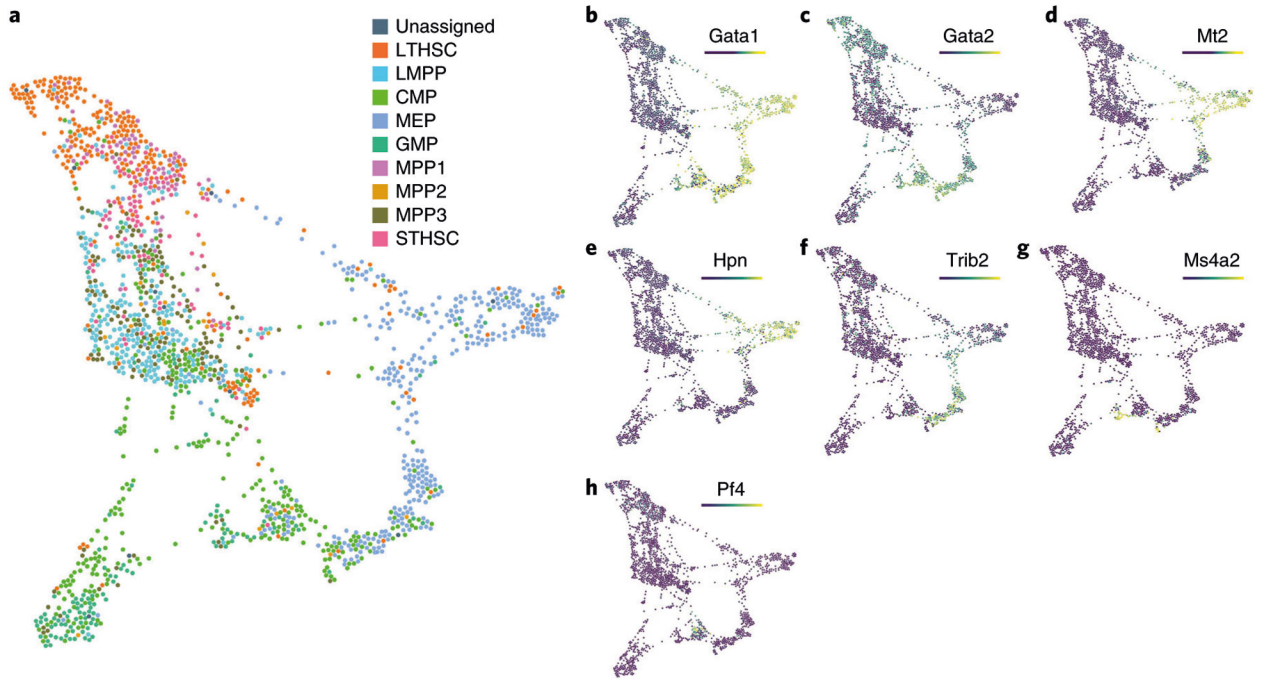 a
Unassigned
LTHSC
LMPP
CMP
MEP
GMP
MPP1
MPP2
MPP3
STHSC
b
Gata1
c
Gata2
d
Mt2
e
Hpn
f
Trib2
g
Ms4a2
h
Pf4